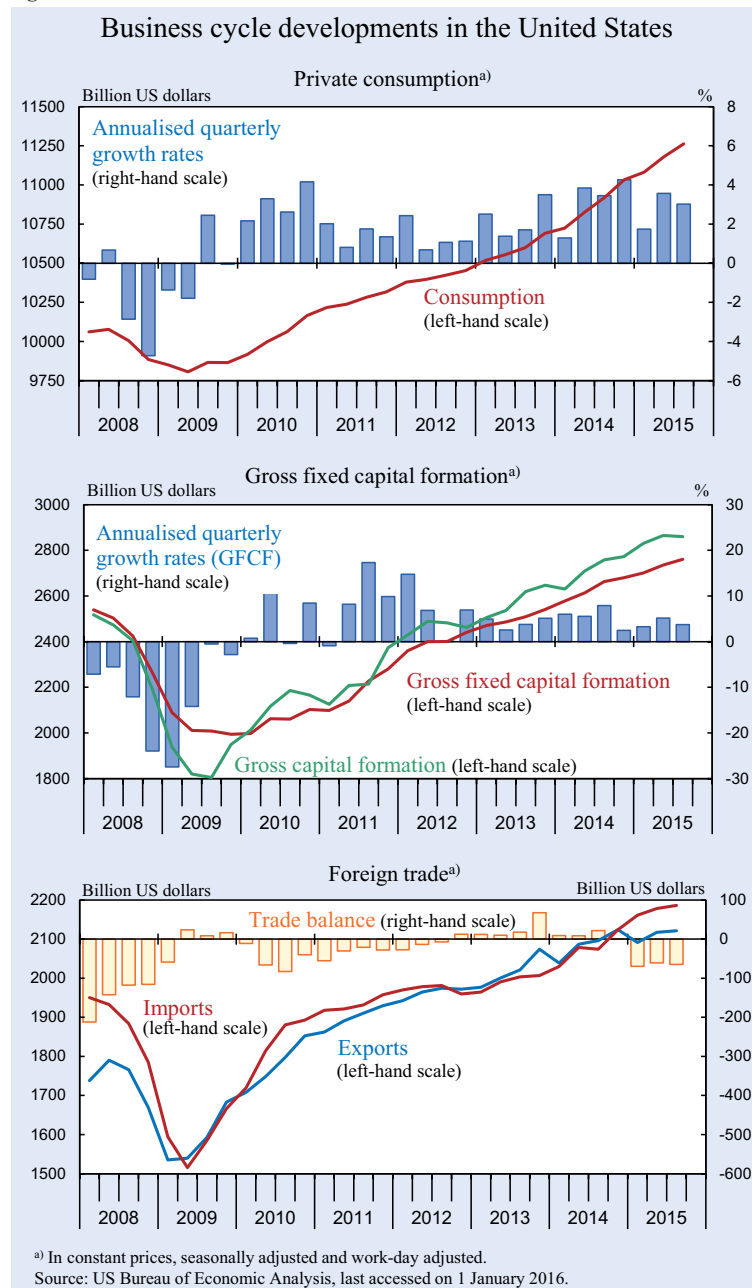 Business cycle developments in the United States
Private consumptionᵃ⁾
Billion US dollars %
11500 8
Annualised quarterly
growth rates
(right-hand scale)
11250 6
11000 4
10750 2
10500 0
10250 -2
Consumption
(left-hand scale)
10000 -4
9750 -6
2008 2009 2010 2011 2012 2013 2014 2015
Gross fixed capital formationᵃ⁾
Billion US dollars %
3000 30
Annualised quarterly
growth rates (GFCF)
(right-hand scale)
2800 20
2600 10
2400 0
Gross fixed capital formation
(left-hand scale)
2200 -10
2000 -20
Gross capital formation (left-hand scale)
1800 -30
2008 2009 2010 2011 2012 2013 2014 2015
Foreign tradeᵃ⁾
Billion US dollars Billion US dollars
2200 100
Trade balance (right-hand scale)
2100 0
2000 -100
Imports
(left-hand scale)
1900 -200
Exports
(left-hand scale)
1800 -300
1700 -400
1600 -500
1500 -600
2008 2009 2010 2011 2012 2013 2014 2015
ᵃ⁾ In constant prices, seasonally adjusted and work-day adjusted.
Source: US Bureau of Economic Analysis, last accessed on 1 January 2016.